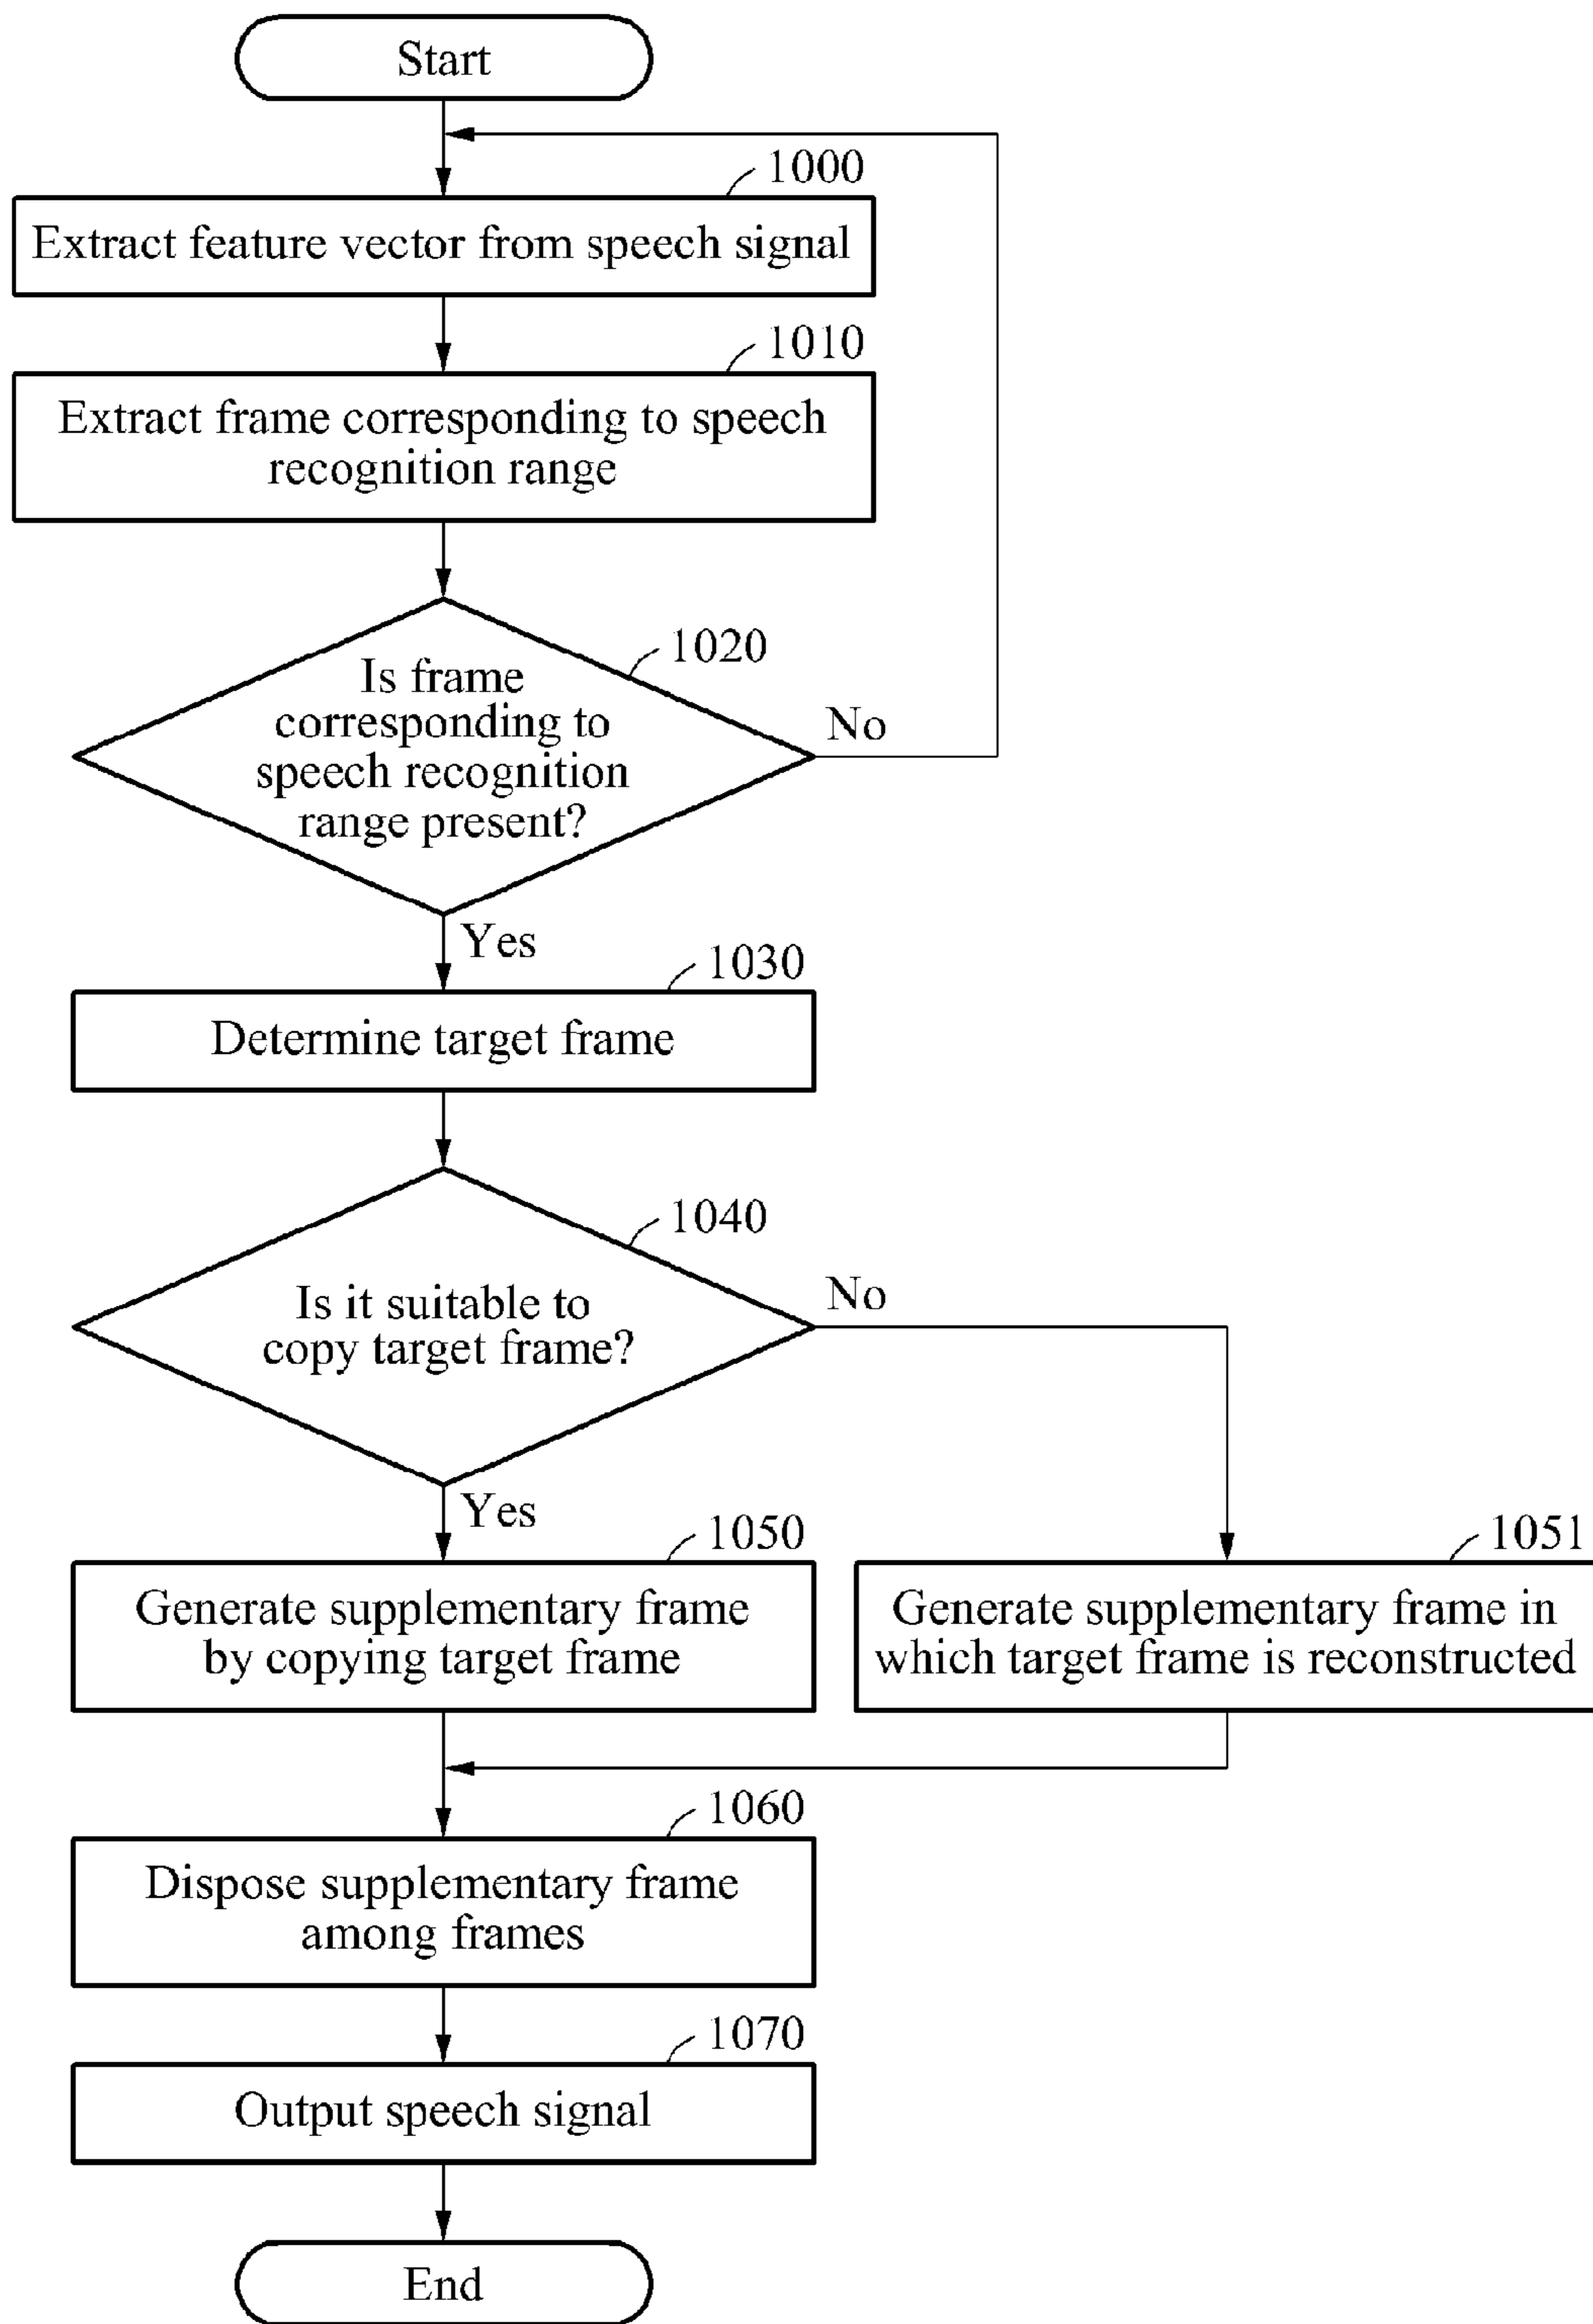 Start
1000
Extract feature vector from speech signal
1010
Extract frame corresponding to speech
recognition range
1020
Is frame
corresponding to
speech recognition
range present?
No
Yes
1030
Determine target frame
1040
Is it suitable to
copy target frame?
No
Yes
1050
Generate supplementary frame
by copying target frame
1051
Generate supplementary frame in
which target frame is reconstructed
1060
Dispose supplementary frame
among frames
1070
Output speech signal
End